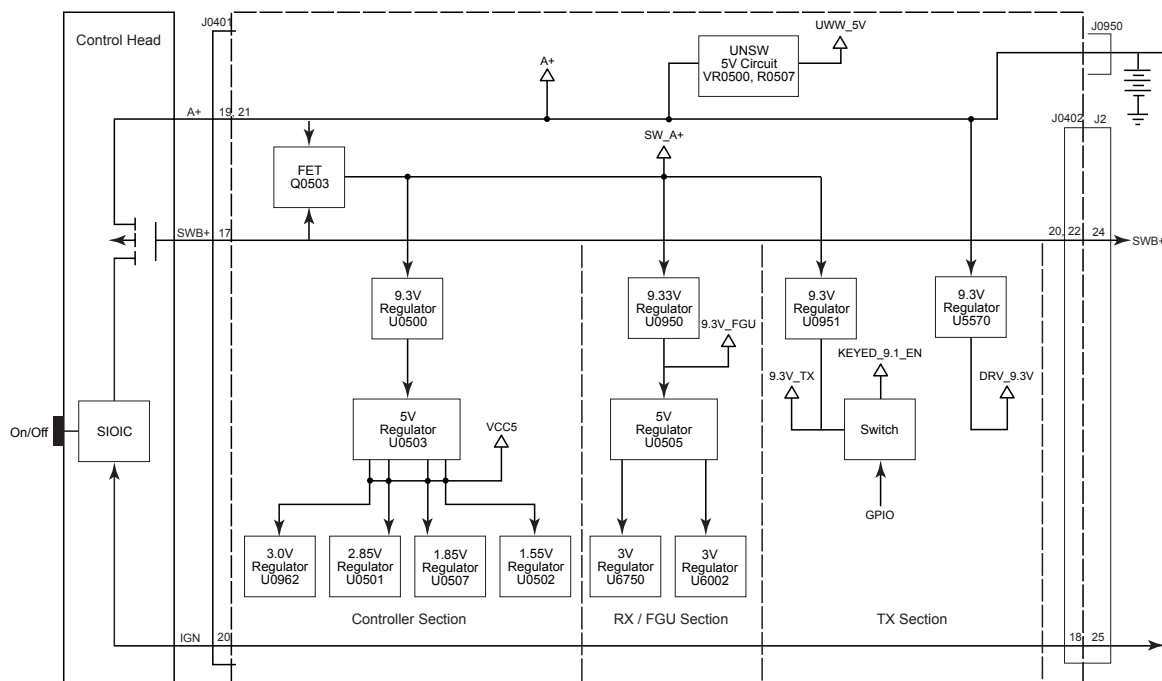 Control Head
J0401
J0950
UNSW
5V Circuit
VR0500, R0507
UWW_5V
A+
A+
19, 21
J0402
J2
SW_A+
FET
Q0503
SWB+
17
20, 22
24
SWB+
9.3V
Regulator
U0500
9.33V
Regulator
U0950
9.3V_FGU
9.3V
Regulator
U0951
9.3V
Regulator
U5570
KEYED_9.1_EN
9.3V_TX
DRV_9.3V
On/Off
SIOIC
5V
Regulator
U0503
VCC5
5V
Regulator
U0505
Switch
GPIO
3.0V
Regulator
U0962
2.85V
Regulator
U0501
1.85V
Regulator
U0507
1.55V
Regulator
U0502
3V
Regulator
U6750
3V
Regulator
U6002
Controller Section
RX / FGU Section
TX Section
IGN
20
18
25